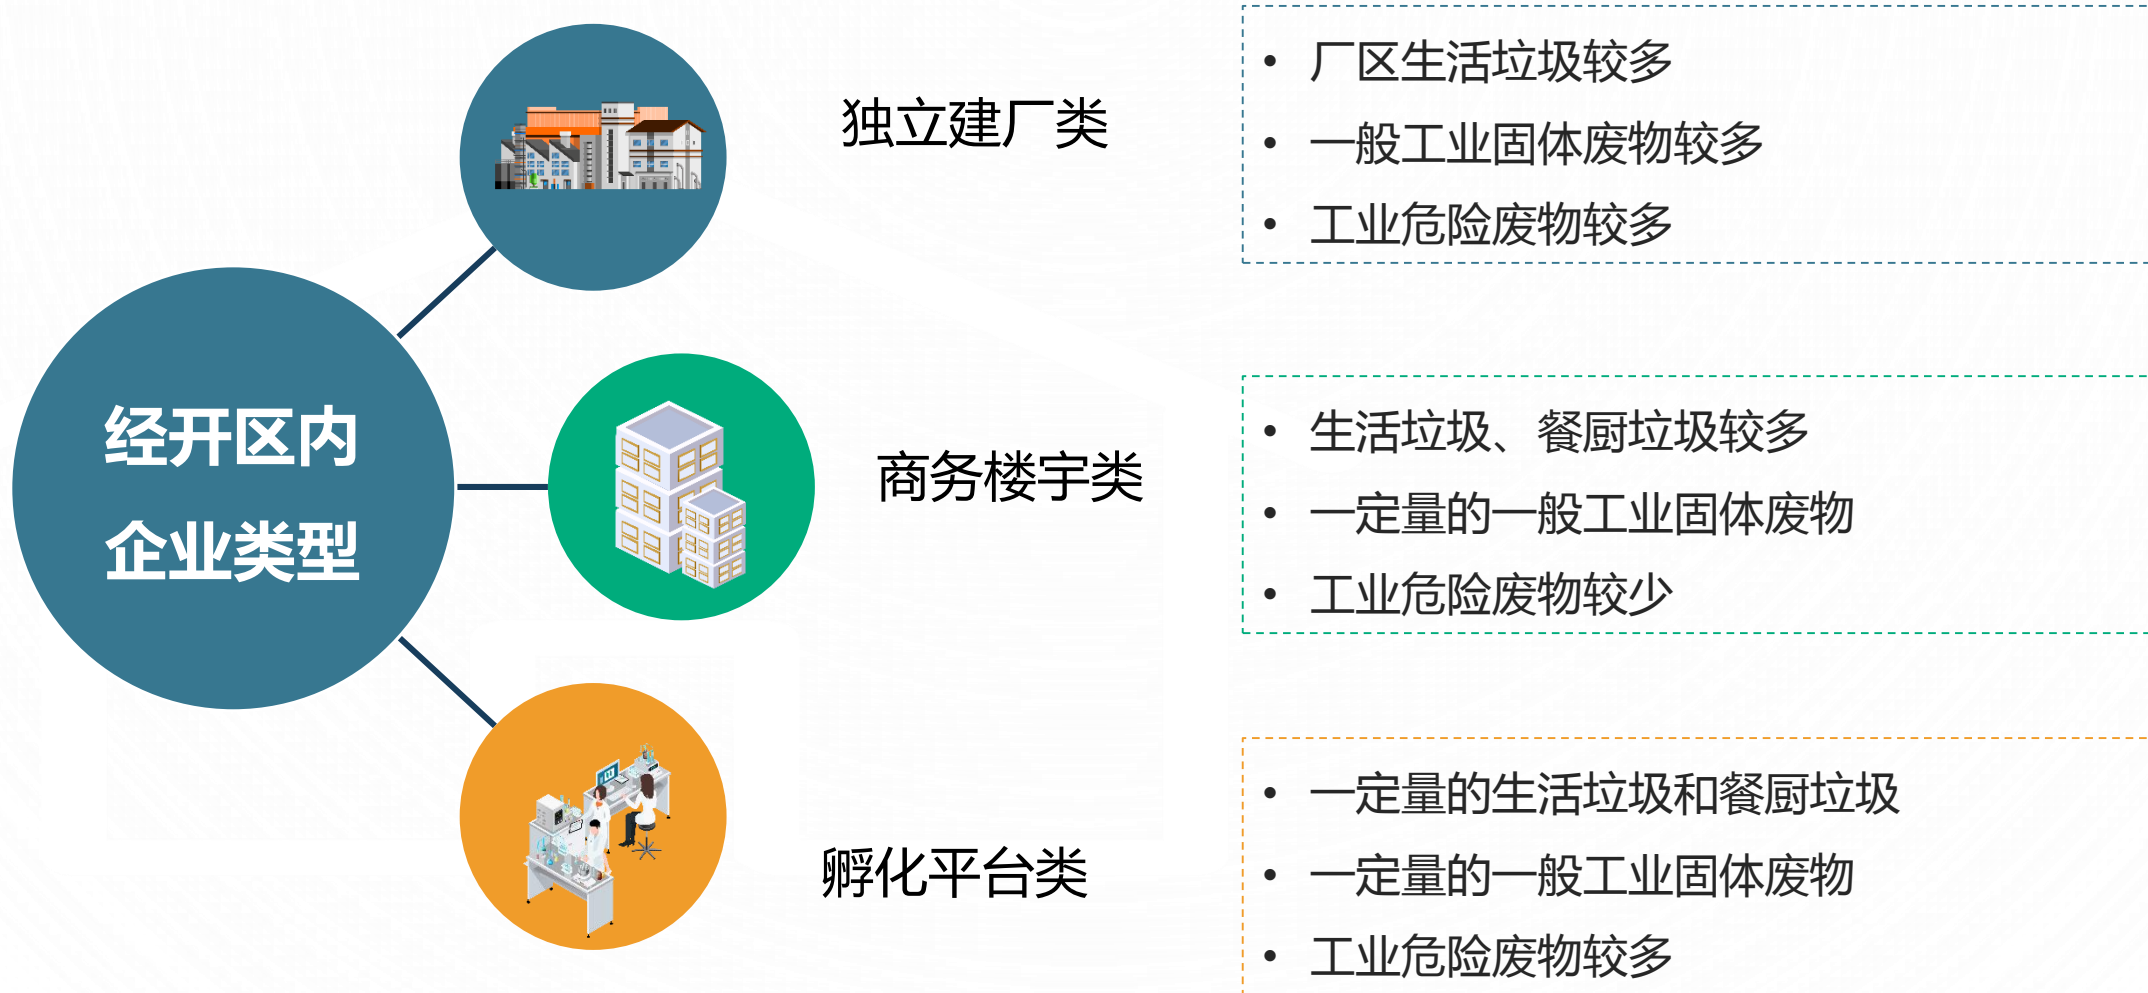 经开区内
企业类型
独立建厂类
• 厂区生活垃圾较多
• 一般工业固体废物较多
• 工业危险废物较多
商务楼宇类
• 生活垃圾、餐厨垃圾较多
• 一定量的一般工业固体废物
• 工业危险废物较少
孵化平台类
• 一定量的生活垃圾和餐厨垃圾
• 一定量的一般工业固体废物
• 工业危险废物较多